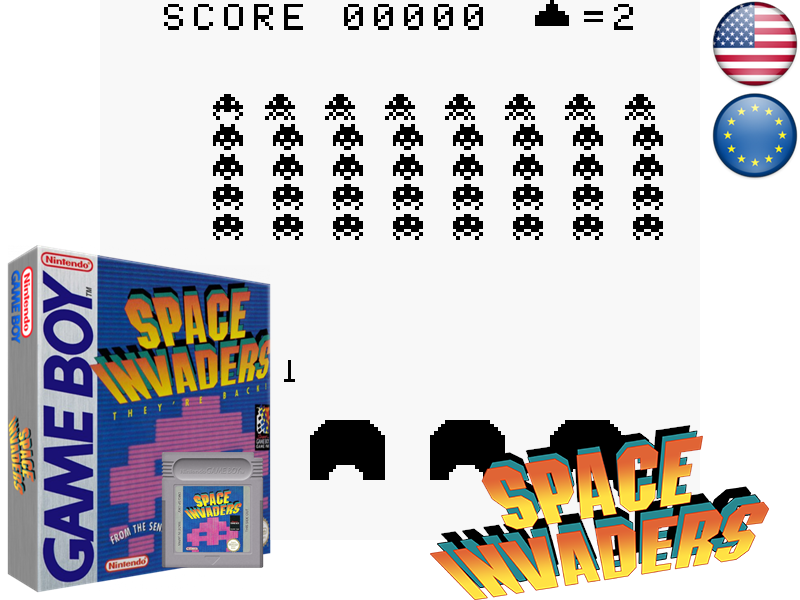 SCORE 00000 =2
Nintendo
GAME BOY
TM
Nintendo
GAME BOY
SPACE
INVADERS
THEY'RE BACK!
SPACE
INVADERS
FROM THE
Nintendo
SPACE
INVADERS
SPACE
INVADERS